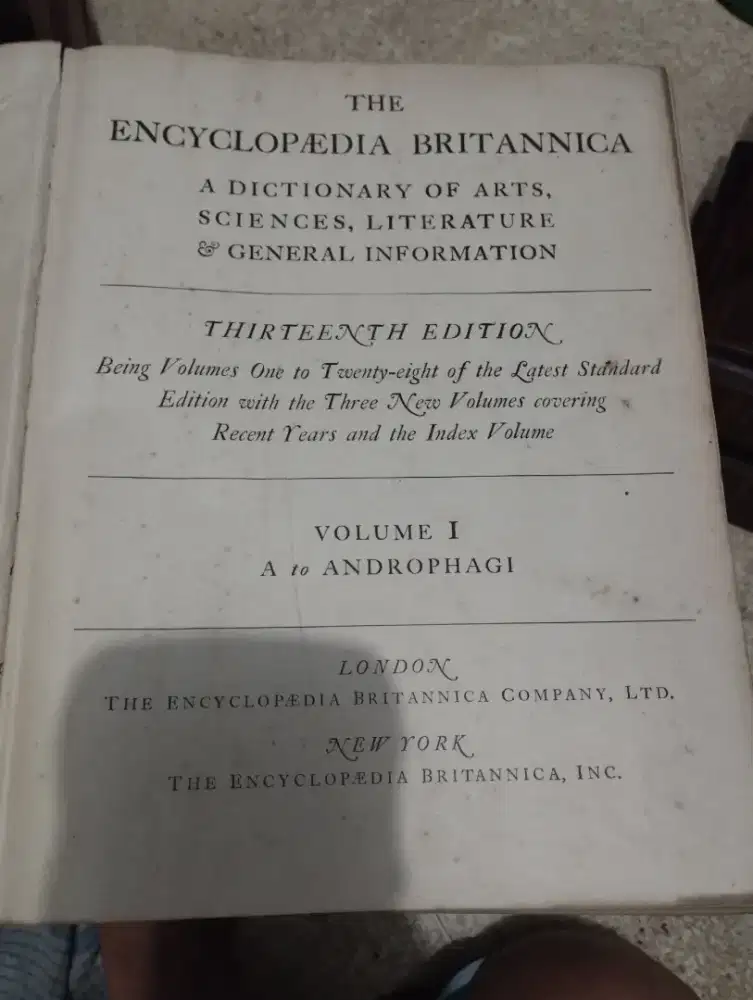 THE
ENCYCLOPÆDIA BRITANNICA
A DICTIONARY OF ARTS,
SCIENCES, LITERATURE
& GENERAL INFORMATION
THIRTEENTH EDITION
Being Volumes One to Twenty-eight of the Latest Standard
Edition with the Three New Volumes covering
Recent Years and the Index Volume
VOLUME I
A to ANDROPHAGI
LONDON
THE ENCYCLOPÆDIA BRITANNICA COMPANY, LTD.
NEW YORK
THE ENCYCLOPÆDIA BRITANNICA, INC.